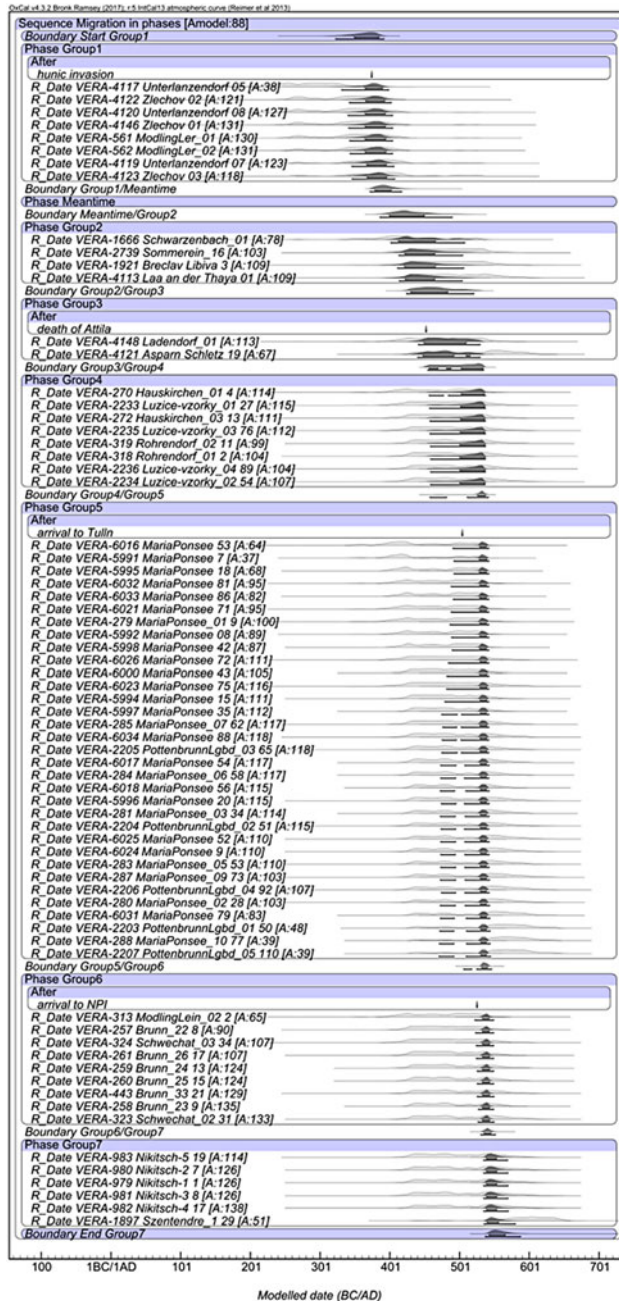 OxCal v4.3.2 Bronk Ramsey (2017); r:5 IntCal13 atmospheric curve (Reimer et al 2013)
Sequence Migration in phases [Amodel:88]
Boundary Start Group1
Phase Group1
After
hunic invasion
R_Date VERA-4117 Unterlanzendorf 05 [A:38]
R_Date VERA-4122 Zlechov 02 [A:121]
R_Date VERA-4120 Unterlanzendorf 08 [A:127]
R_Date VERA-4146 Zlechov 01 [A:131]
R_Date VERA-561 ModlingLer_01 [A:130]
R_Date VERA-562 ModlingLer_02 [A:131]
R_Date VERA-4119 Unterlanzendorf 07 [A:123]
R_Date VERA-4123 Zlechov 03 [A:118]
Boundary Group1/Meantime
Phase Meantime
Boundary Meantime/Group2
Phase Group2
R_Date VERA-1666 Schwarzenbach_01 [A:78]
R_Date VERA-2739 Sommerein_16 [A:103]
R_Date VERA-1921 Breclav Libiva 3 [A:109]
R_Date VERA-4113 Laa an der Thaya 01 [A:109]
Boundary Group2/Group3
Phase Group3
After
death of Attila
R_Date VERA-4148 Ladendorf_01 [A:113]
R_Date VERA-4121 Asparn Schletz 19 [A:67]
Boundary Group3/Group4
Phase Group4
R_Date VERA-270 Hauskirchen_01 4 [A:114]
R_Date VERA-2233 Luzice-vzorky_01 27 [A:115]
R_Date VERA-272 Hauskirchen_03 13 [A:111]
R_Date VERA-2235 Luzice-vzorky_03 76 [A:112]
R_Date VERA-319 Rohrendorf_02 11 [A:99]
R_Date VERA-318 Rohrendorf_01 2 [A:104]
R_Date VERA-2236 Luzice-vzorky_04 89 [A:104]
R_Date VERA-2234 Luzice-vzorky_02 54 [A:107]
Boundary Group4/Group5
Phase Group5
After
arrival to Tulln
R_Date VERA-6016 MariaPonsee 53 [A:64]
R_Date VERA-5991 MariaPonsee 7 [A:37]
R_Date VERA-5995 MariaPonsee 18 [A:68]
R_Date VERA-6032 MariaPonsee 81 [A:95]
R_Date VERA-6033 MariaPonsee 86 [A:82]
R_Date VERA-6021 MariaPonsee 71 [A:95]
R_Date VERA-279 MariaPonsee_01 9 [A:100]
R_Date VERA-5992 MariaPonsee 08 [A:89]
R_Date VERA-5998 MariaPonsee 42 [A:87]
R_Date VERA-6026 MariaPonsee 72 [A:111]
R_Date VERA-6000 MariaPonsee 43 [A:105]
R_Date VERA-6023 MariaPonsee 75 [A:116]
R_Date VERA-5994 MariaPonsee 15 [A:111]
R_Date VERA-5997 MariaPonsee 35 [A:112]
R_Date VERA-285 MariaPonsee_07 62 [A:117]
R_Date VERA-6034 MariaPonsee 88 [A:118]
R_Date VERA-2205 PottenbrunnLgbd_03 65 [A:118]
R_Date VERA-6017 MariaPonsee 54 [A:117]
R_Date VERA-284 MariaPonsee_06 58 [A:117]
R_Date VERA-6018 MariaPonsee 56 [A:115]
R_Date VERA-5996 MariaPonsee 20 [A:115]
R_Date VERA-281 MariaPonsee_03 34 [A:114]
R_Date VERA-2204 PottenbrunnLgbd_02 51 [A:115]
R_Date VERA-6025 MariaPonsee 52 [A:110]
R_Date VERA-6024 MariaPonsee 9 [A:110]
R_Date VERA-283 MariaPonsee_05 53 [A:110]
R_Date VERA-287 MariaPonsee_09 73 [A:103]
R_Date VERA-2206 PottenbrunnLgbd_04 92 [A:107]
R_Date VERA-280 MariaPonsee_02 28 [A:103]
R_Date VERA-6031 MariaPonsee 79 [A:83]
R_Date VERA-2203 PottenbrunnLgbd_01 50 [A:48]
R_Date VERA-288 MariaPonsee_10 77 [A:39]
R_Date VERA-2207 PottenbrunnLgbd_05 110 [A:39]
Boundary Group5/Group6
Phase Group6
After
arrival to NPI
R_Date VERA-313 ModlingLein_02 2 [A:65]
R_Date VERA-257 Brunn_22 8 [A:90]
R_Date VERA-324 Schwechat_03 34 [A:107]
R_Date VERA-261 Brunn_26 17 [A:107]
R_Date VERA-259 Brunn_24 13 [A:124]
R_Date VERA-260 Brunn_25 15 [A:124]
R_Date VERA-443 Brunn_33 21 [A:129]
R_Date VERA-258 Brunn_23 9 [A:135]
R_Date VERA-323 Schwechat_02 31 [A:133]
Boundary Group6/Group7
Phase Group7
R_Date VERA-983 Nikitsch-5 19 [A:114]
R_Date VERA-980 Nikitsch-2 7 [A:126]
R_Date VERA-979 Nikitsch-1 1 [A:126]
R_Date VERA-981 Nikitsch-3 8 [A:126]
R_Date VERA-982 Nikitsch-4 17 [A:138]
R_Date VERA-1897 Szentendre_1 29 [A:51]
Boundary End Group7
100 1BC/1AD 101 201 301 401 501 601 701
Modelled date (BC/AD)